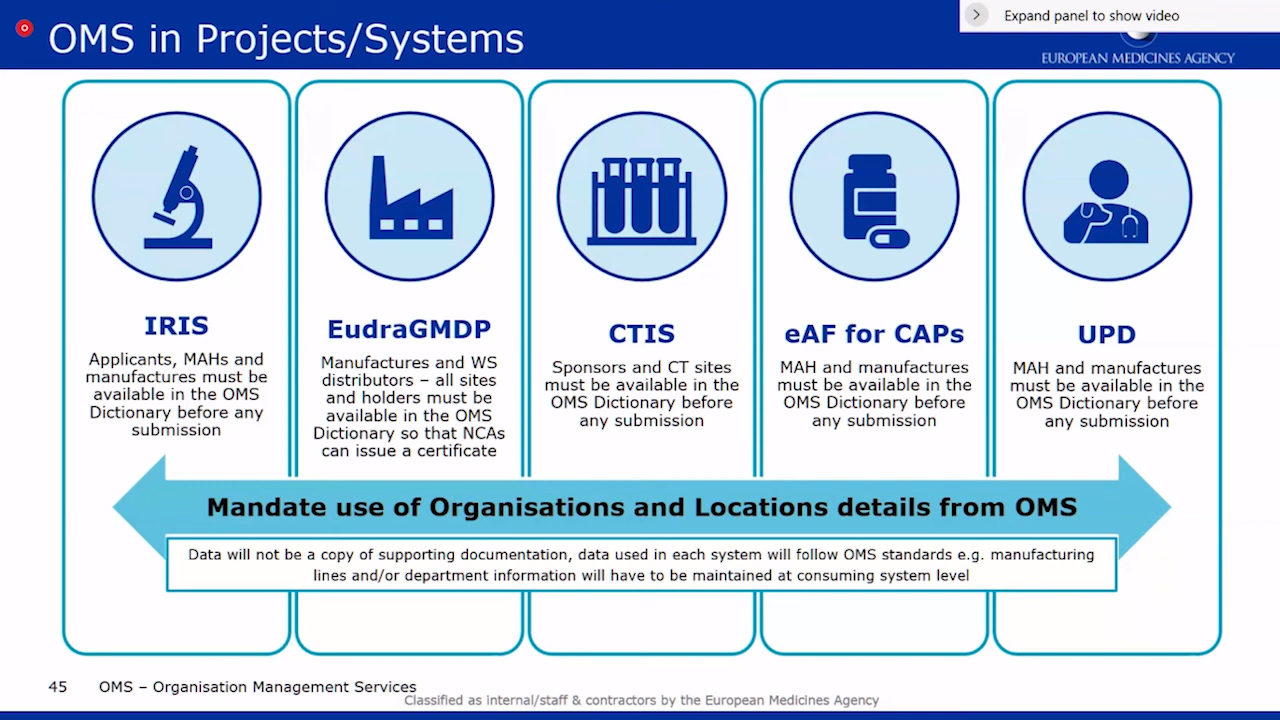 OMS in Projects/Systems
Expand panel to show video
EUROPEAN MEDICINES AGENCY
IRIS
Applicants, MAHs and
manufactures must be
available in the OMS
Dictionary before any
submission
EudraGMDP
Manufactures and WS
distributors – all sites
and holders must be
available in the OMS
Dictionary so that NCAs
can issue a certificate
CTIS
Sponsors and CT sites
must be available in the
OMS Dictionary before
any submission
eAF for CAPs
MAH and manufactures
must be available in the
OMS Dictionary before
any submission
UPD
MAH and manufactures
must be available in the
OMS Dictionary before
any submission
Mandate use of Organisations and Locations details from OMS
Data will not be a copy of supporting documentation, data used in each system will follow OMS standards e.g. manufacturing
lines and/or department information will have to be maintained at consuming system level
45 OMS – Organisation Management Services
Classified as internal/staff & contractors by the European Medicines Agency